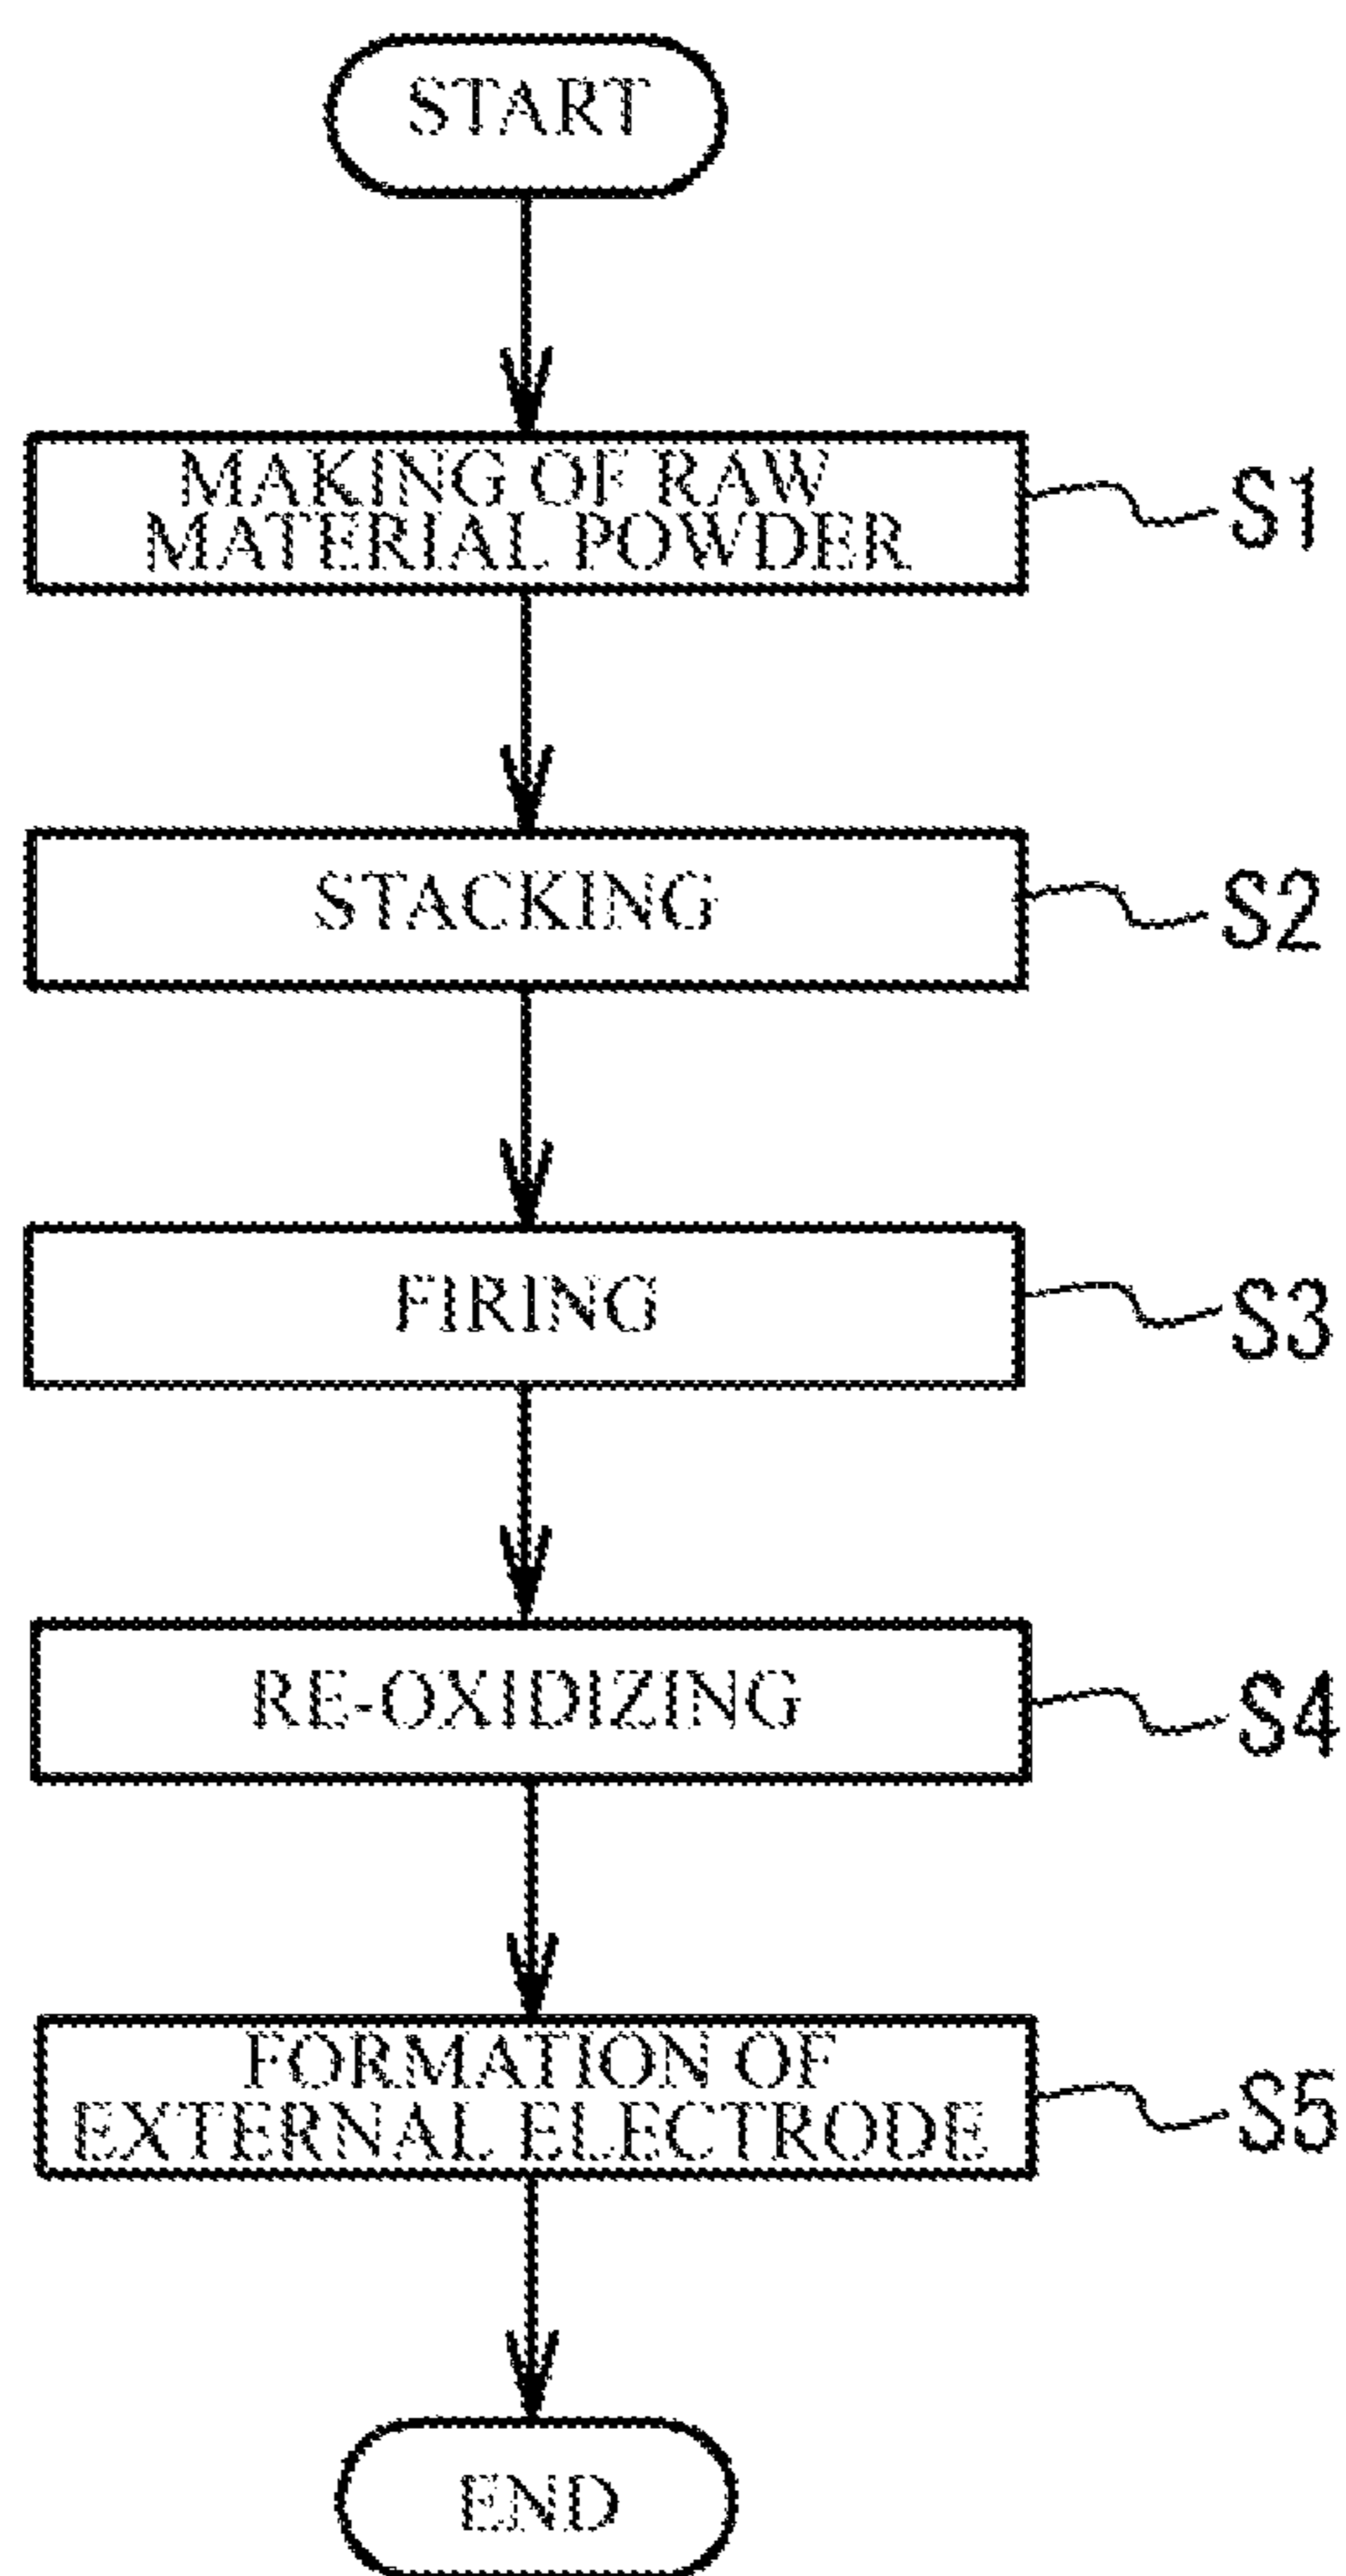 START
MAKING OF RAW
MATERIAL POWDER
S1
STACKING
S2
FIRING
S3
RE-OXIDIZING
S4
FORMATION OF
EXTERNAL ELECTRODE
S5
END